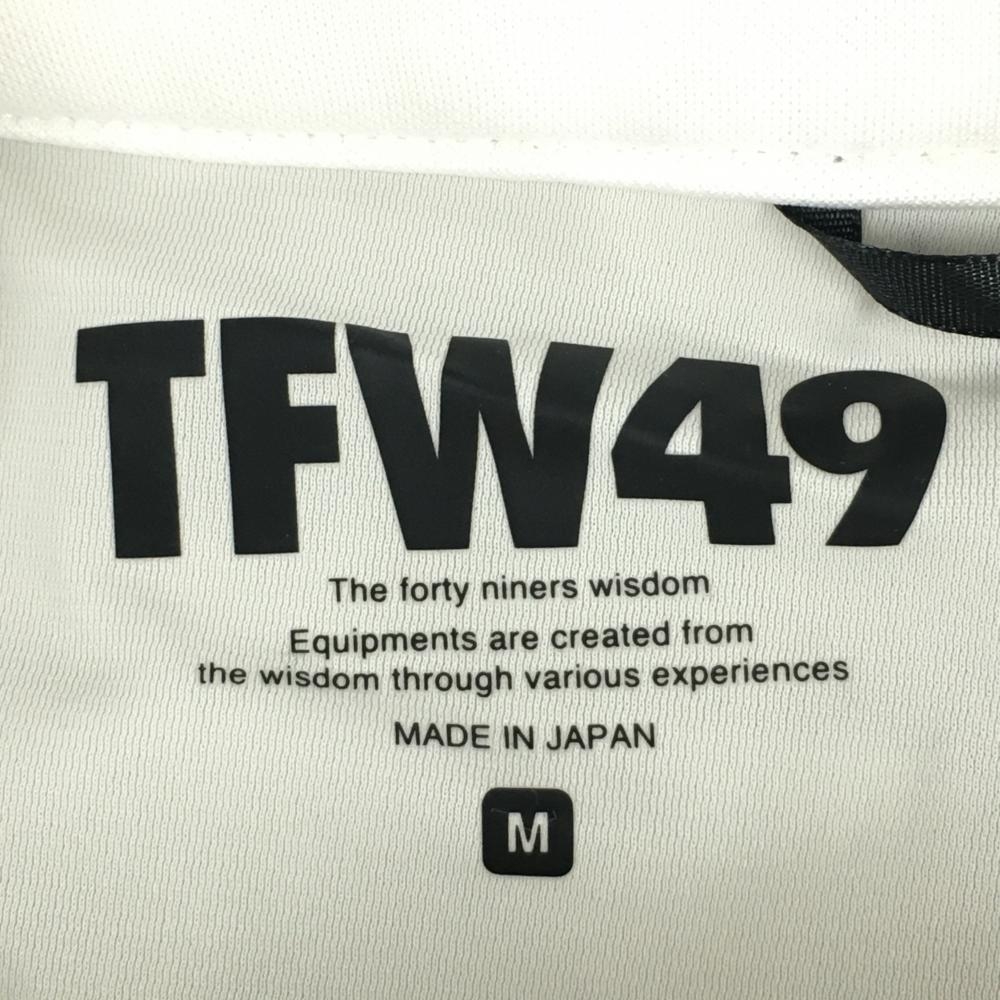 TFW49
The forty niners wisdom
Equipments are created from
the wisdom through various experiences
MADE IN JAPAN
M